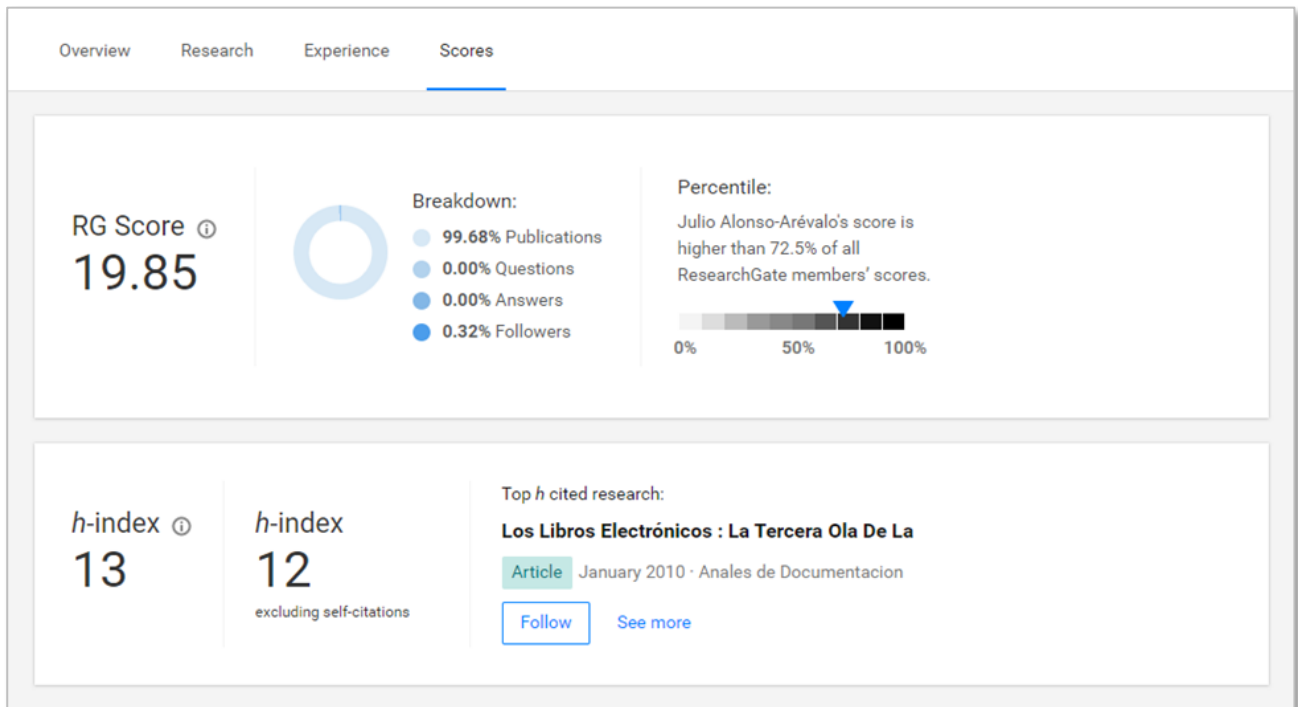 Overview Research Experience Scores
RG Score
19.85
Breakdown:
99.68% Publications
0.00% Questions
0.00% Answers
0.32% Followers
Percentile:
Julio Alonso-Arévalo's score is
higher than 72.5% of all
ResearchGate members' scores.
0% 50% 100%
h-index
13
h-index
12
excluding self-citations
Top h cited research:
Los Libros Electrónicos : La Tercera Ola De La
Article January 2010 · Anales de Documentacion
Follow See more